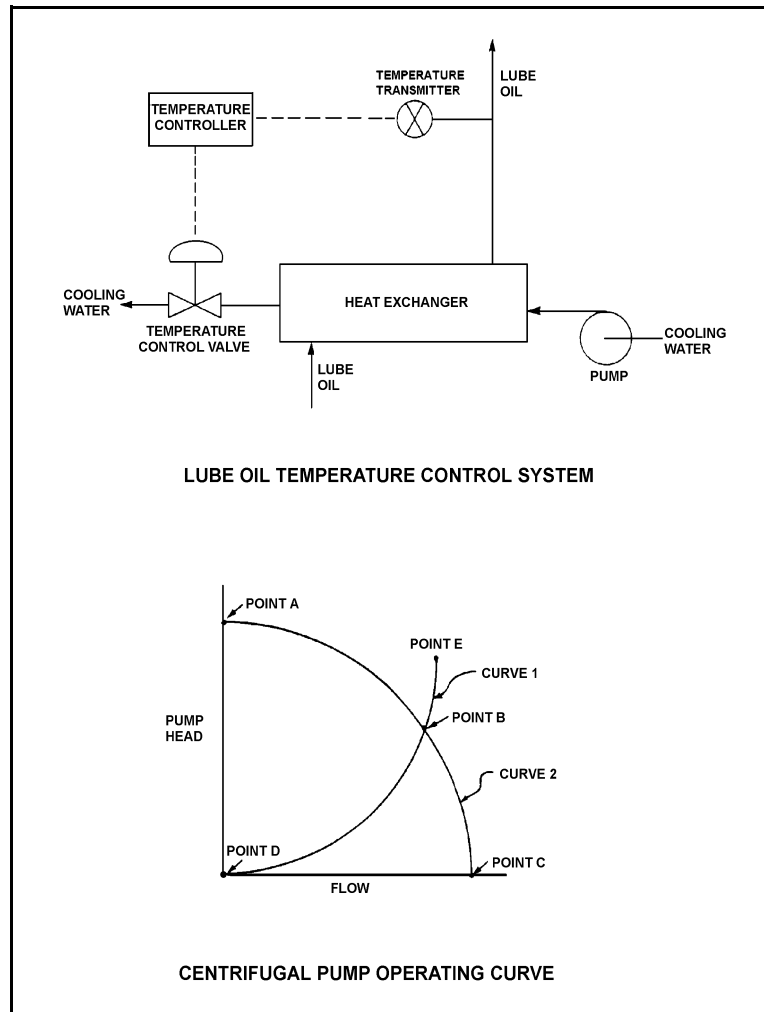 TEMPERATURE
TRANSMITTER
LUBE
OIL
TEMPERATURE
CONTROLLER
COOLING
WATER
HEAT EXCHANGER
TEMPERATURE
CONTROL VALVE
COOLING
WATER
PUMP
LUBE
OIL
LUBE OIL TEMPERATURE CONTROL SYSTEM
POINT A
POINT E
CURVE 1
PUMP
HEAD
POINT B
CURVE 2
POINT D
POINT C
FLOW
CENTRIFUGAL PUMP OPERATING CURVE